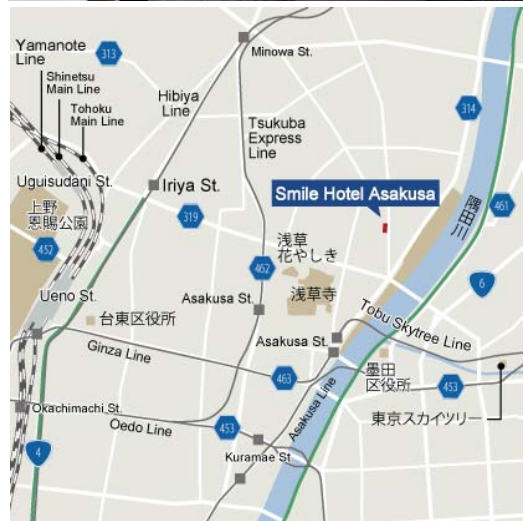 Yamanote
Line
Shinetsu
Main Line
Tohoku
Main Line
313
Minowa St.
Hibiya
Line
Tsukuba
Express
Line
314
Uguisudani St.
Iriya St.
Smile Hotel Asakusa
上野
恩賜公園
319
隅田川
461
452
浅草
花やしき
462
浅草寺
6
Ueno St.
Asakusa St.
台東区役所
Tobu Skytree Line
Asakusa St.
Ginza Line
墨田
区役所
463
Asakusa Line
453
Okachimachi St.
Oedo Line
453
東京スカイツリー
4
Kuramae St.